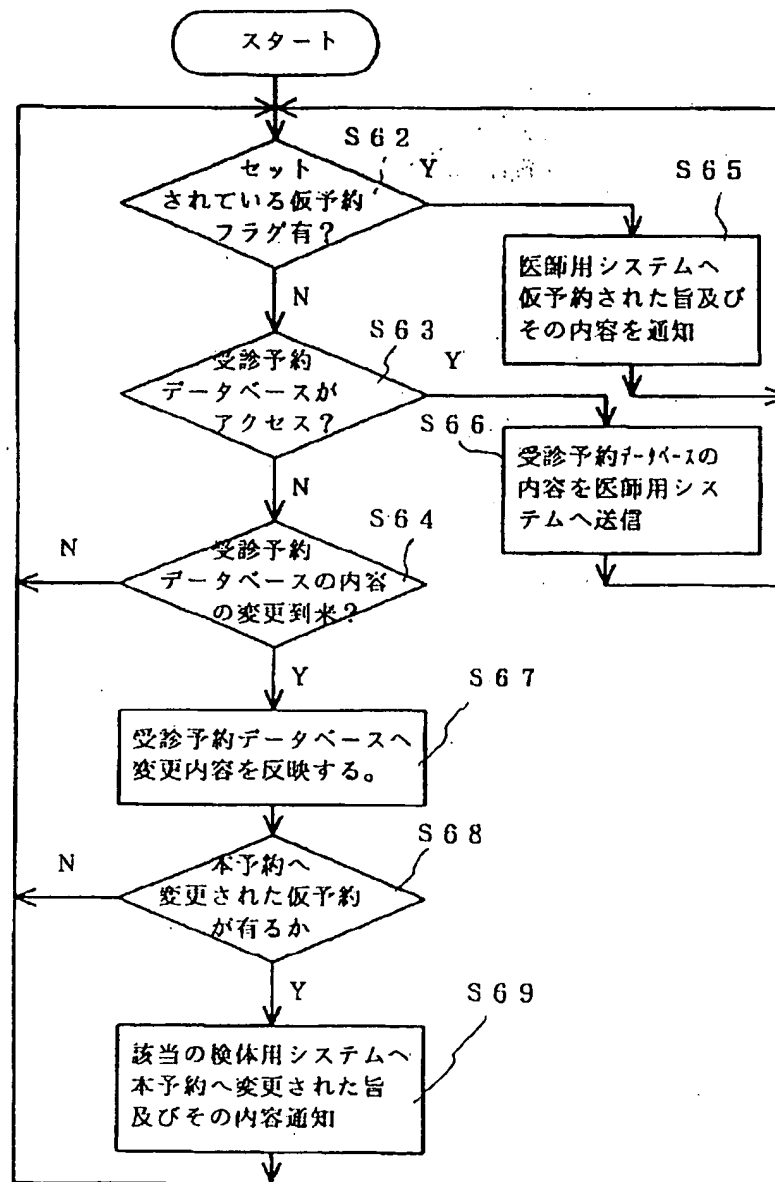 スタート
S62
セット
されている仮予約
フラグ有？
Y
N
S65
医師用システムへ
仮予約された旨及び
その内容を通知
S63
受診予約
データベースが
アクセス？
Y
N
S66
受診予約データベースの
内容を医師用シス
テムへ送信
S64
受診予約
データベースの内容
の変更到来？
N
Y
S67
受診予約データベースへ
変更内容を反映する。
S68
本予約へ
変更された仮予約
が有るか
N
Y
S69
該当の検体用システムへ
本予約へ変更された旨
及びその内容通知